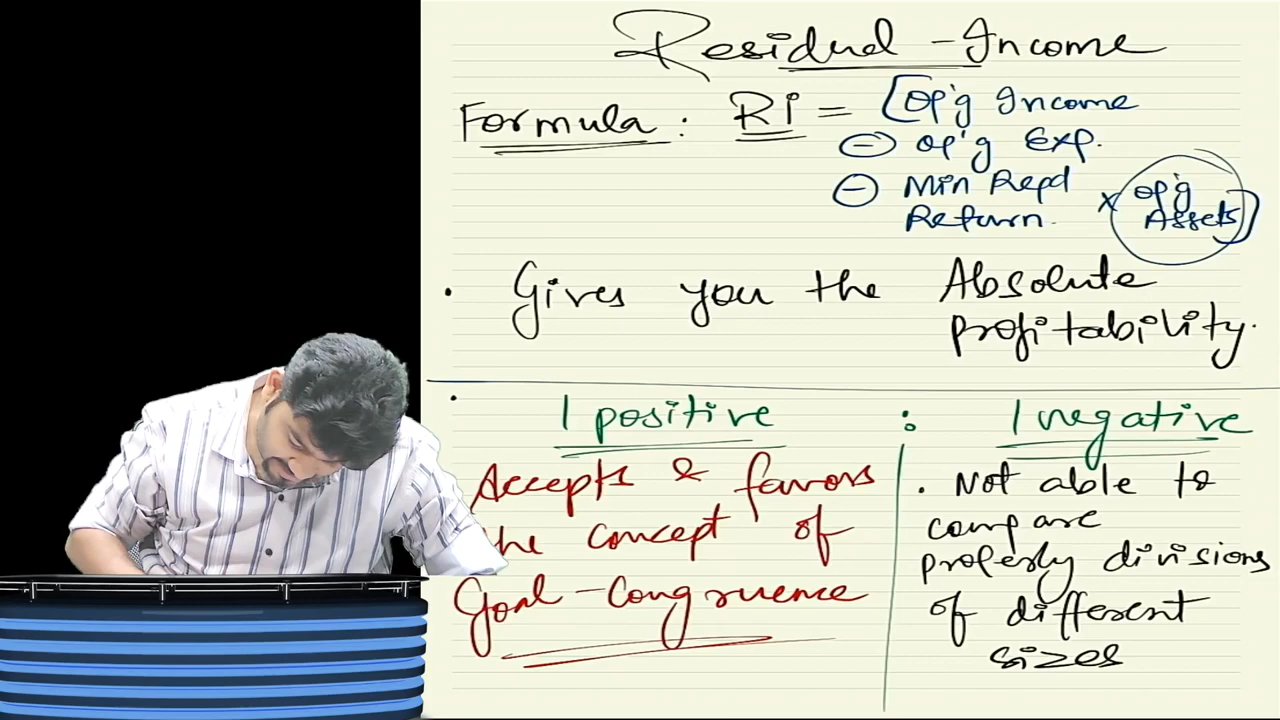 Residual - Income
Formula: RI = [Op'g Income
(-) op'g Exp.
(-) Min Reqd Return. x op'g Assets]
• Gives you the Absolute
profitability.
1 positive : 1 negative
Accepts & favors
the concept of
Goal-Congruence
. Not able to
compare
properly divisions
of different
sizes